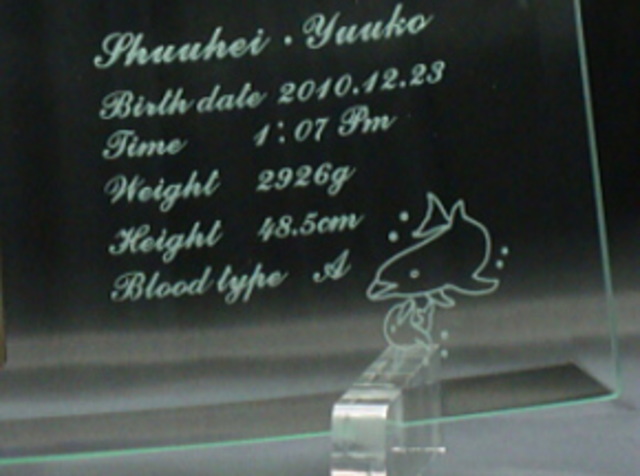 Shuuhei · Yuuko
Birth date 2010.12.23
Time 1:07 Pm
Weight 2926g
Height 48.5cm
Blood type A